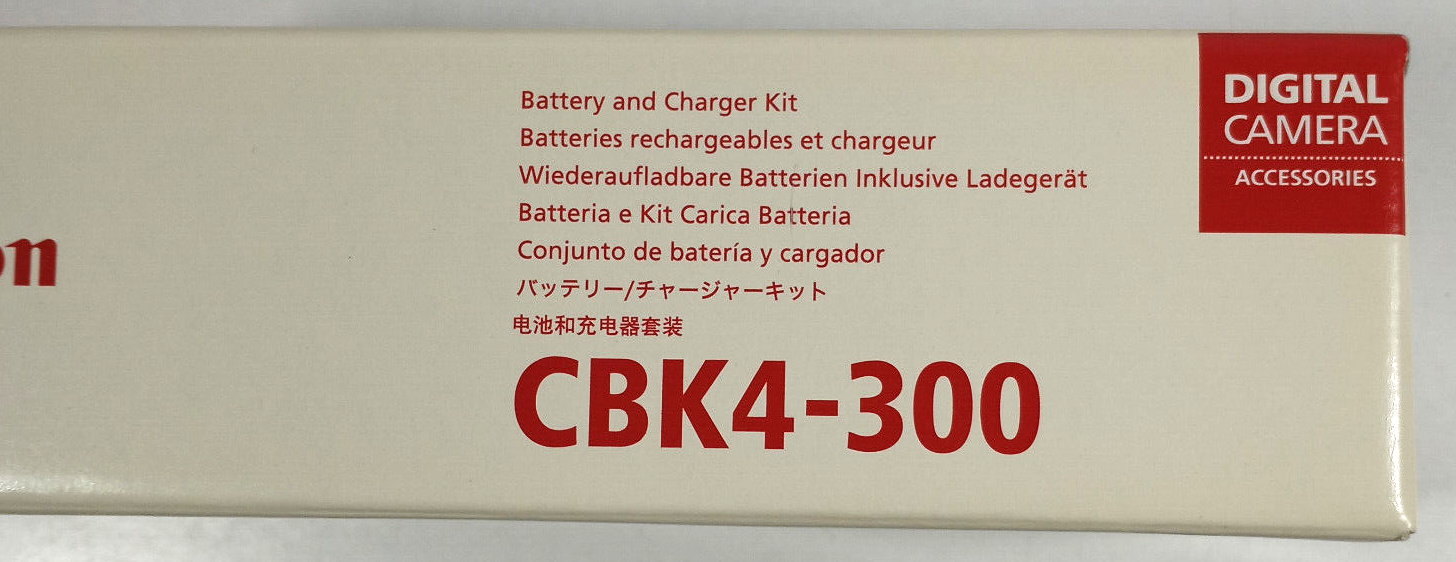 Battery and Charger Kit
Batteries rechargeables et chargeur
Wiederaufladbare Batterien Inklusive Ladegerät
Batteria e Kit Carica Batteria
Conjunto de batería y cargador
バッテリー/チャージャーキット
电池和充电器套装
CBK4-300
DIGITAL
CAMERA
ACCESSORIES